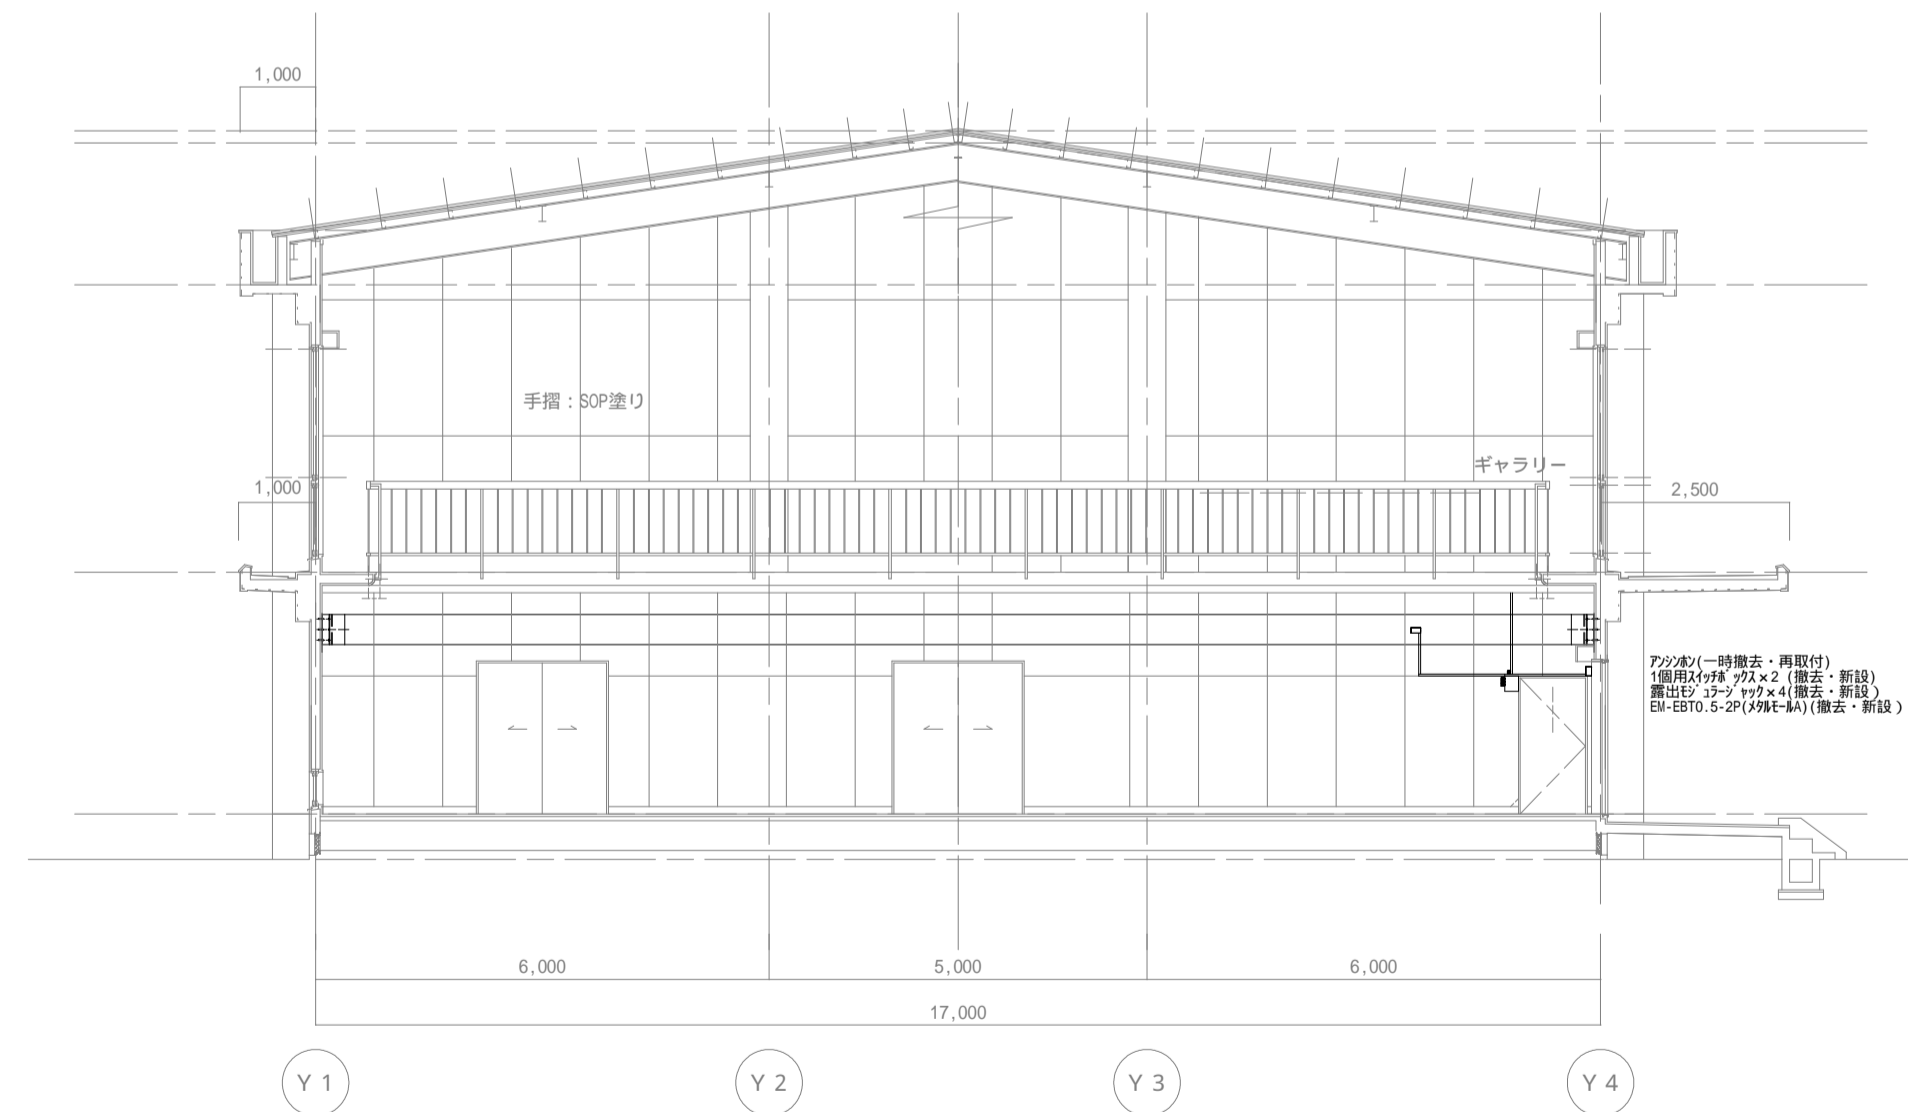 1,000
手摺：SOP塗り
ギャラリー
1,000
2,500
ｱﾝｼﾝﾎﾝ(一時撤去・再取付)
1個用ｽｲｯﾁﾎﾞｯｸｽ×2 (撤去・新設)
露出ﾓｼﾞｭﾗｰｼﾞｬｯｸ×4(撤去・新設)
EM-EBT0.5-2P(ﾒﾀﾙﾓｰﾙA)(撤去・新設)
6,000
5,000
6,000
17,000
Y 1
Y 2
Y 3
Y 4